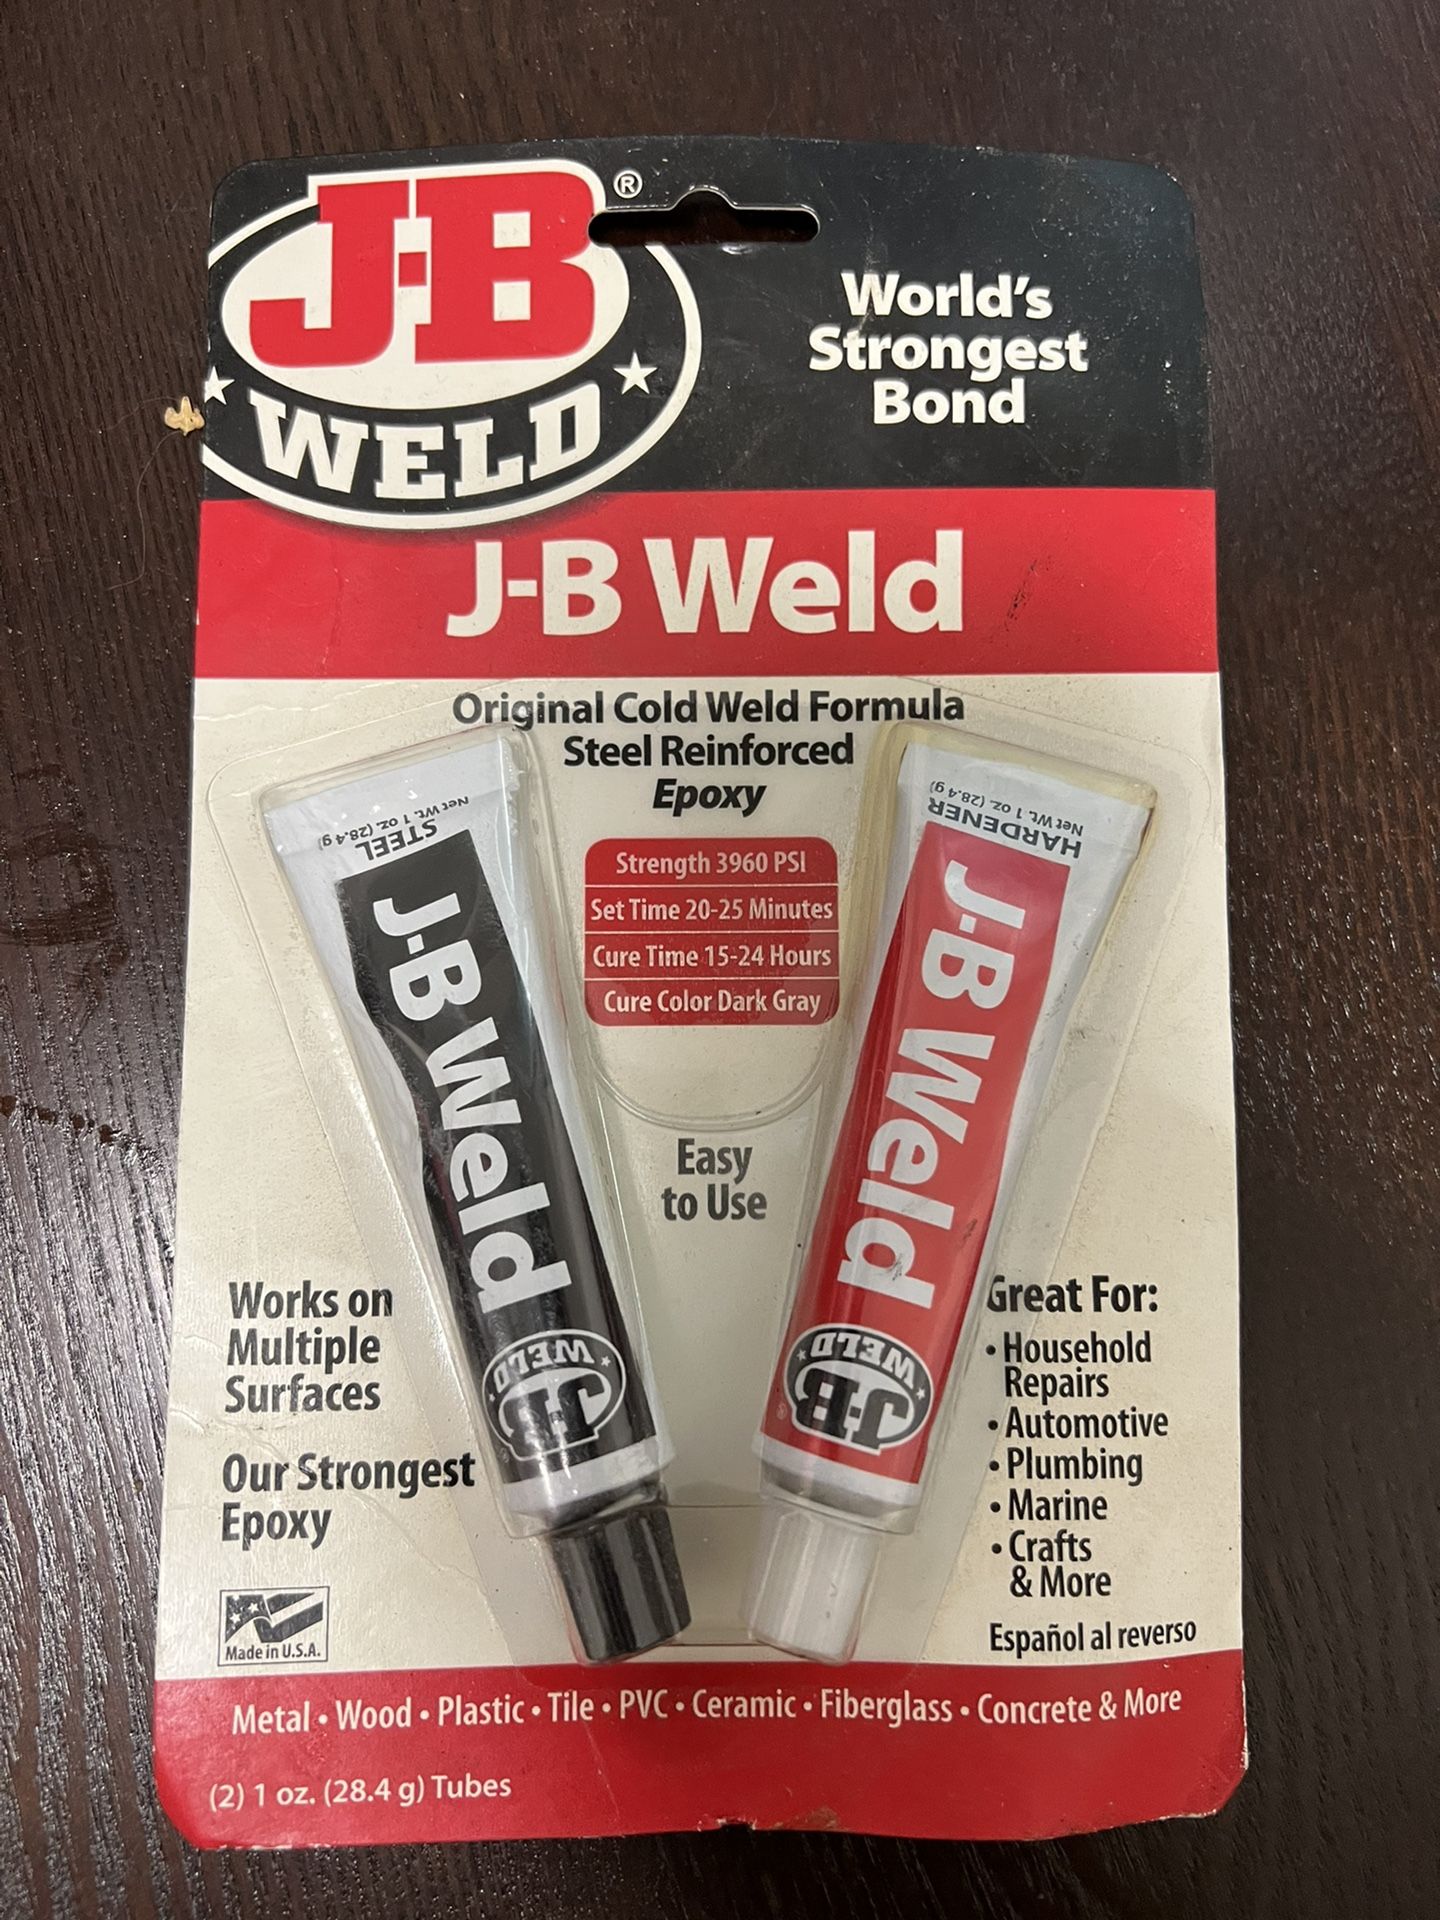 J-B
WELD
®
World's
Strongest
Bond
J-B Weld
Original Cold Weld Formula
Steel Reinforced
Epoxy
Strength 3960 PSI
Set Time 20-25 Minutes
Cure Time 15-24 Hours
Cure Color Dark Gray
STEEL
Net Wt. 1 oz. (28.4 g)
J-B Weld
J-B
WELD
HARDENER
Net Wt. 1 oz. (28.4 g)
J-B Weld
J-B
WELD
®
Easy
to Use
Works on
Multiple
Surfaces
Our Strongest
Epoxy
Made in U.S.A.
Great For:
• Household
Repairs
• Automotive
• Plumbing
• Marine
• Crafts
& More
Español al reverso
Metal • Wood • Plastic • Tile • PVC • Ceramic • Fiberglass • Concrete & More
(2) 1 oz. (28.4 g) Tubes